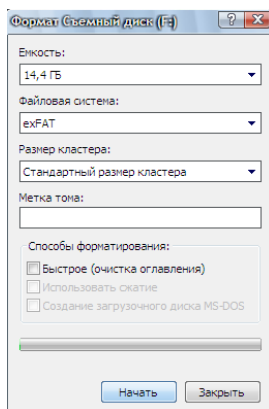 Формат Съемный диск (F:)
Емкость:
14,4 ГБ
Файловая система:
exFAT
Размер кластера:
Стандартный размер кластера
Метка тома:
Способы форматирования:
Быстрое (очистка оглавления)
Использовать сжатие
Создание загрузочного диска MS-DOS
Начать
Закрыть